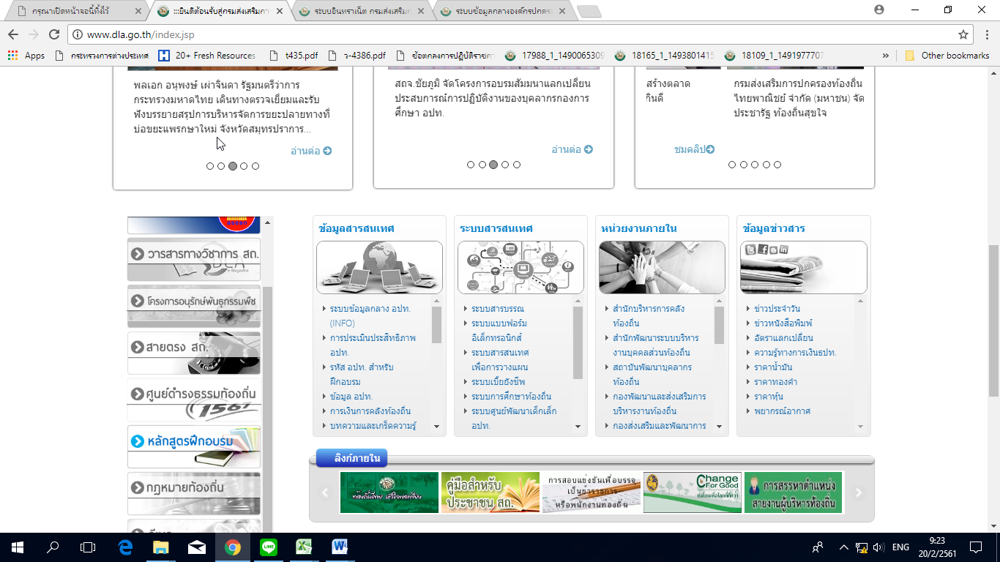 กรุณาเปิดหน้าจอนี้ทิ้งไว้
:::ยินดีต้อนรับสู่กรมส่งเสริมกา
ระบบอินทราเน็ต กรมส่งเสริมก
ระบบข้อมูลกลางองค์กรปกคร
www.dla.go.th/index.jsp
Apps
กระทรวงการต่างประเทศ
20+ Fresh Resources
t435.pdf
ว-4386.pdf
ข้อตกลงการปฏิบัติราชกา
17988_1_1490065309
18165_1_1493801415
18109_1_1491977707
Other bookmarks
พลเอก อนุพงษ์ เผ่าจินดา รัฐมนตรีว่าการ
กระทรวงมหาดไทย เดินทางตรวจเยี่ยมและรับ
ฟังบรรยายสรุปการบริหารจัดการขยะปลายทางที่
บ่อขยะแพรกษาใหม่ จังหวัดสมุทรปราการ...
อ่านต่อ
สถจ.ชัยภูมิ จัดโครงการอบรมสัมมนาแลกเปลี่ยน
ประสบการณ์การปฏิบัติงานของบุคลากรกองการ
ศึกษา อปท.
อ่านต่อ
สร้างตลาด
กินดี
ชมคลิป
กรมส่งเสริมการปกครองท้องถิ่น
ไทยพาณิชย์ จำกัด (มหาชน) จัด
ประชารัฐ ท้องถิ่นสุขใจ
วารสารทางวิชาการ สถ.
DLA
e-Magazine
โครงการอนุรักษ์พันธุกรรมพืช
สายตรง สถ.
ศูนย์ดำรงธรรมท้องถิ่น
1567
หลักสูตรฝึกอบรม
กฎหมายท้องถิ่น
ข้อมูลสารสนเทศ
ระบบข้อมูลกลาง อปท.
(INFO)
การประเมินประสิทธิภาพ
อปท.
รหัส อปท. สำหรับ
ฝึกอบรม
ข้อมูล อปท.
การเงินการคลังท้องถิ่น
บทความและเกร็ดความรู้
ระบบสารสนเทศ
ระบบสารบรรณ
ระบบแบบฟอร์ม
อิเล็กทรอนิกส์
ระบบสารสนเทศ
เพื่อการวางแผน
ระบบเบี้ยยังชีพ
ระบบการศึกษาท้องถิ่น
ระบบศูนย์พัฒนาเด็กเล็ก
อปท.
หน่วยงานภายใน
สำนักบริหารการคลัง
ท้องถิ่น
สำนักพัฒนาระบบบริหาร
งานบุคคลส่วนท้องถิ่น
สถาบันพัฒนาบุคลากร
ท้องถิ่น
กองพัฒนาและส่งเสริมการ
บริหารงานท้องถิ่น
กองส่งเสริมและพัฒนาการ
ข้อมูลข่าวสาร
ข่าวประจำวัน
ข่าวหนังสือพิมพ์
อัตราแลกเปลี่ยน
ความรู้ทางการเงินธปท.
ราคาน้ำมัน
ราคาทองคำ
ราคาหุ้น
พยากรณ์อากาศ
ลิงก์ภายใน
คู่มือสำหรับ
ประชาชน สถ.
การสอบแข่งขันเพื่อบรรจุ
เป็นข้าราชการ
หรือพนักงานท้องถิ่น
Change
For Good
เปลี่ยนเพื่อโลกที่ดีกว่า
การสรรหาตำแหน่ง
สายงานผู้บริหารท้องถิ่น
ENG
9:23
20/2/2561